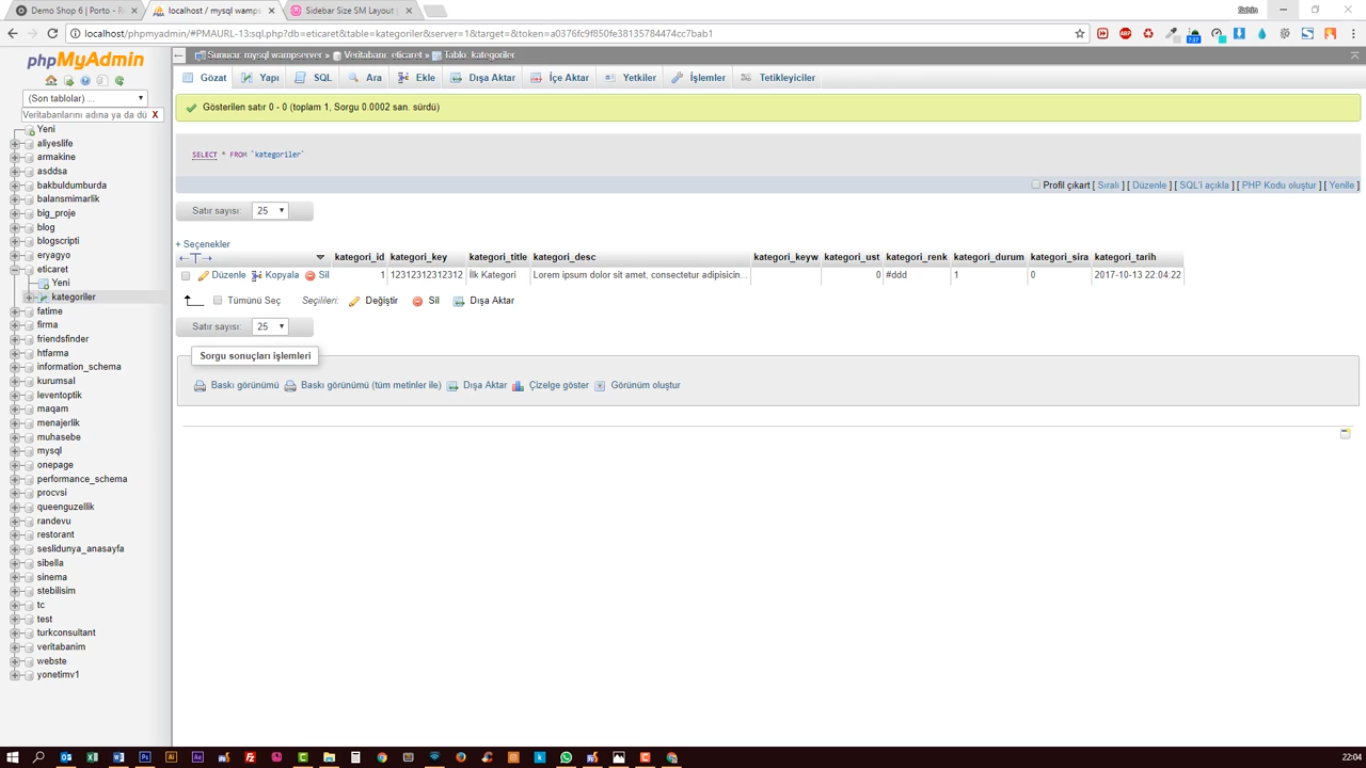 Demo Shop 6 | Porto - R
localhost / mysql wamps
Sidebar Size SM Layout |
localhost/phpmyadmin/#PMAURL-13:sql.php?db=eticaret&table=kategoriler&server=1&target=&token=a0376fc9f850fe38135784474cc7bab1
phpMyAdmin
(Son tablolar) ...
Veritabanlarını adına ya da dü X
Yeni
aliyeslife
armakine
asddsa
bakbuldumburda
balansmimarlik
big_proje
blog
blogscripti
eryagyo
eticaret
Yeni
kategoriler
fatime
firma
friendsfinder
htfarma
information_schema
kurumsal
leventoptik
maqam
menajerlik
muhasebe
mysql
onepage
performance_schema
procvsi
queenguzellik
randevu
restorant
seslidunya_anasayfa
sibella
sinema
stebilisim
tc
test
turkconsultant
veritabanim
webste
yonetimv1
Sunucu: mysql wampserver » Veritabanı: eticaret » Tablo: kategoriler
Gözat Yapı SQL Ara Ekle Dışa Aktar İçe Aktar Yetkiler İşlemler Tetikleyiciler
Gösterilen satır 0 - 0 (toplam 1, Sorgu 0.0002 san. sürdü)
SELECT * FROM `kategoriler`
Profil çıkart [ Sıralı ] [ Düzenle ] [ SQL'i açıkla ] [ PHP Kodu oluştur ] [ Yenile ]
Satır sayısı: 25
+ Seçenekler
kategori_id kategori_key kategori_title kategori_desc kategori_keyw kategori_ust kategori_renk kategori_durum kategori_sira kategori_tarih
Düzenle Kopyala Sil 1 12312312312312 İlk Kategori Lorem ipsum dolor sit amet, consectetur adipisicin... 0 #ddd 1 0 2017-10-13 22:04:22
Tümünü Seç Seçilileri: Değiştir Sil Dışa Aktar
Satır sayısı: 25
Sorgu sonuçları işlemleri
Baskı görünümü Baskı görünümü (tüm metinler ile) Dışa Aktar Çizelge göster Görünüm oluştur
22:04